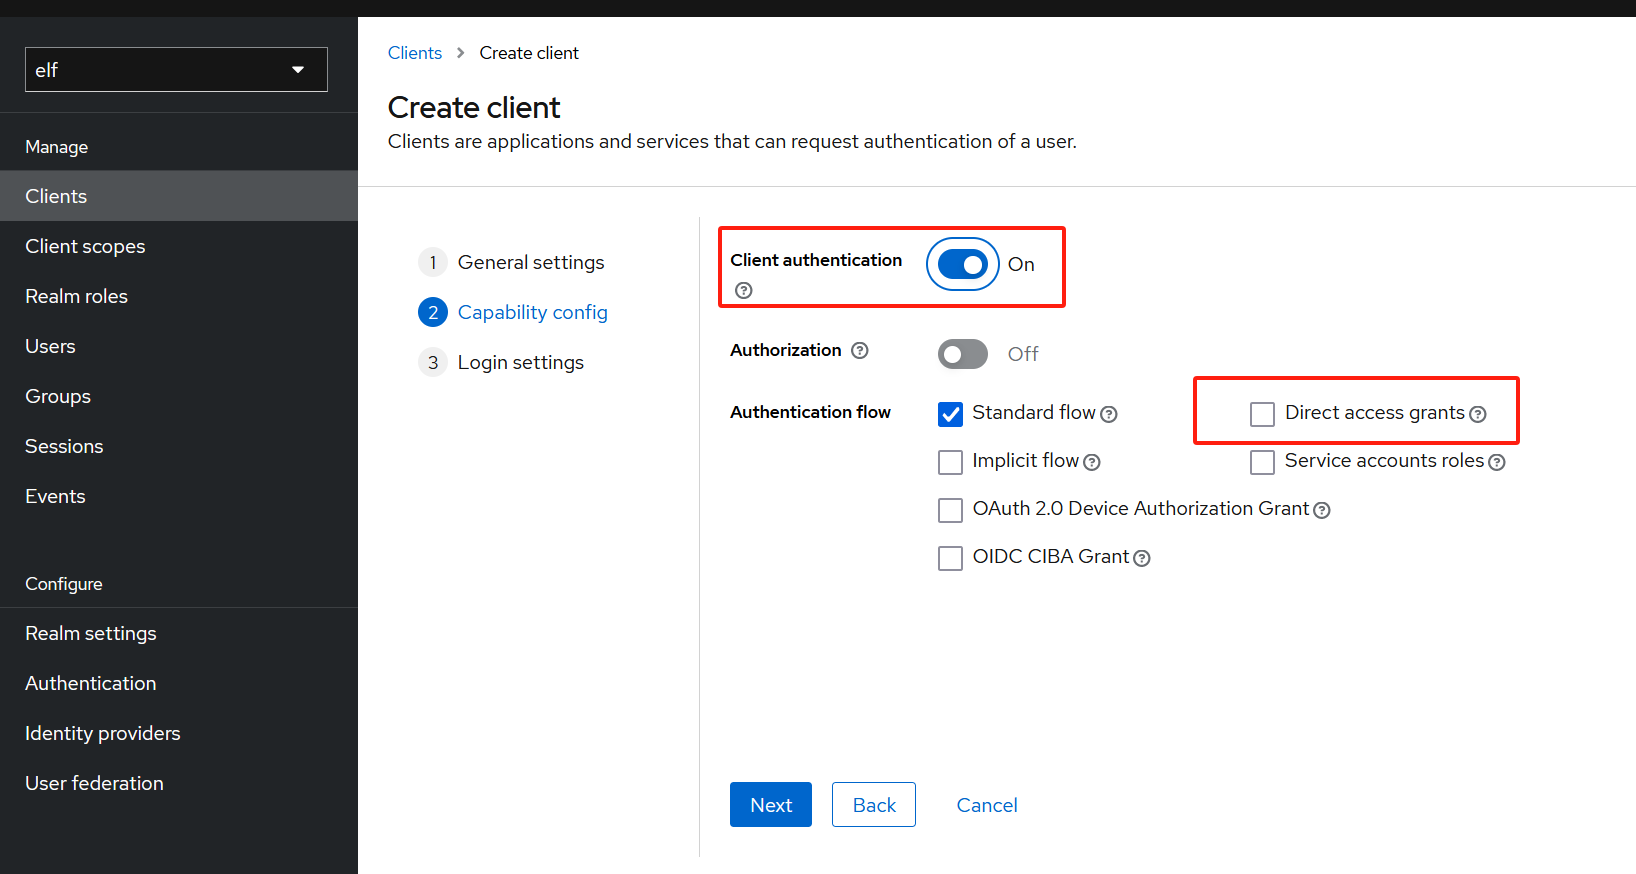 elf
Manage
Clients
Client scopes
Realm roles
Users
Groups
Sessions
Events
Configure
Realm settings
Authentication
Identity providers
User federation
Clients > Create client
Create client
Clients are applications and services that can request authentication of a user.
1 General settings
2 Capability config
3 Login settings
Client authentication On
Authorization Off
Authentication flow Standard flow Direct access grants
Implicit flow Service accounts roles
OAuth 2.0 Device Authorization Grant
OIDC CIBA Grant
Next Back Cancel